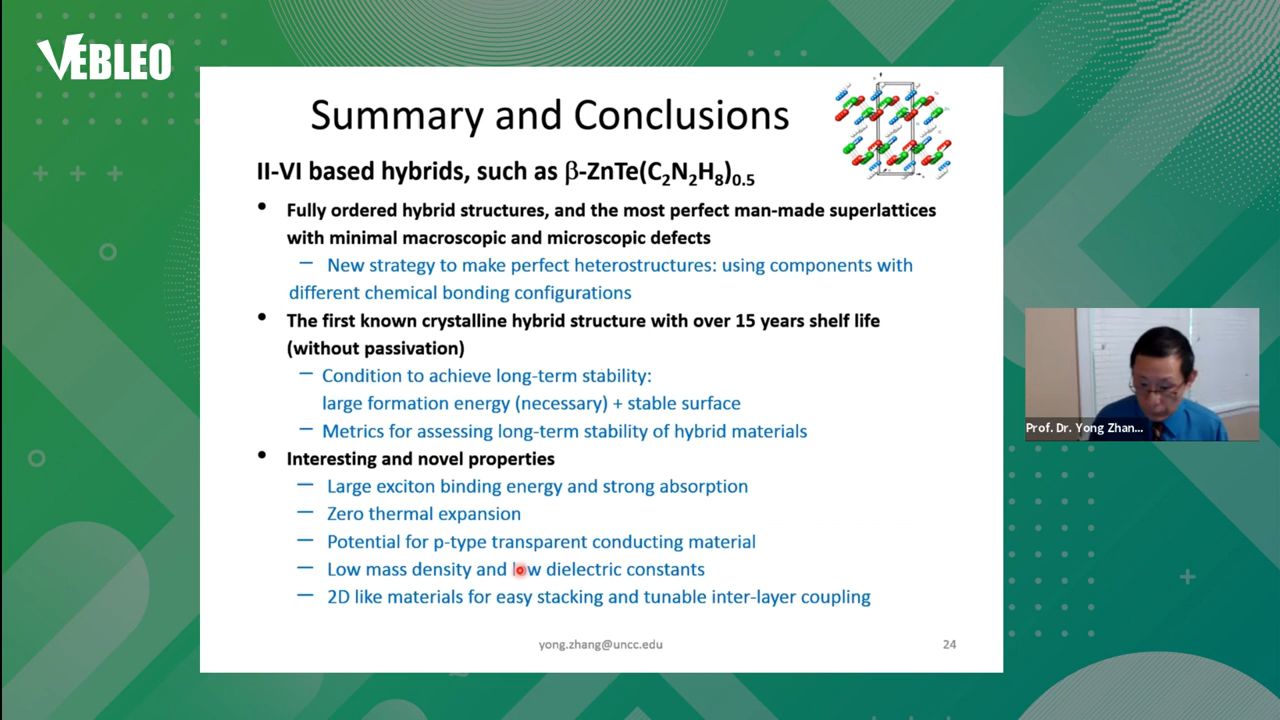 VEBLEO
Summary and Conclusions
II-VI based hybrids, such as β-ZnTe(C₂N₂H₈)₀.₅
• Fully ordered hybrid structures, and the most perfect man-made superlattices
with minimal macroscopic and microscopic defects
– New strategy to make perfect heterostructures: using components with
different chemical bonding configurations
• The first known crystalline hybrid structure with over 15 years shelf life
(without passivation)
– Condition to achieve long-term stability:
large formation energy (necessary) + stable surface
– Metrics for assessing long-term stability of hybrid materials
• Interesting and novel properties
– Large exciton binding energy and strong absorption
– Zero thermal expansion
– Potential for p-type transparent conducting material
– Low mass density and low dielectric constants
– 2D like materials for easy stacking and tunable inter-layer coupling
yong.zhang@uncc.edu
24
Prof. Dr. Yong Zhan...